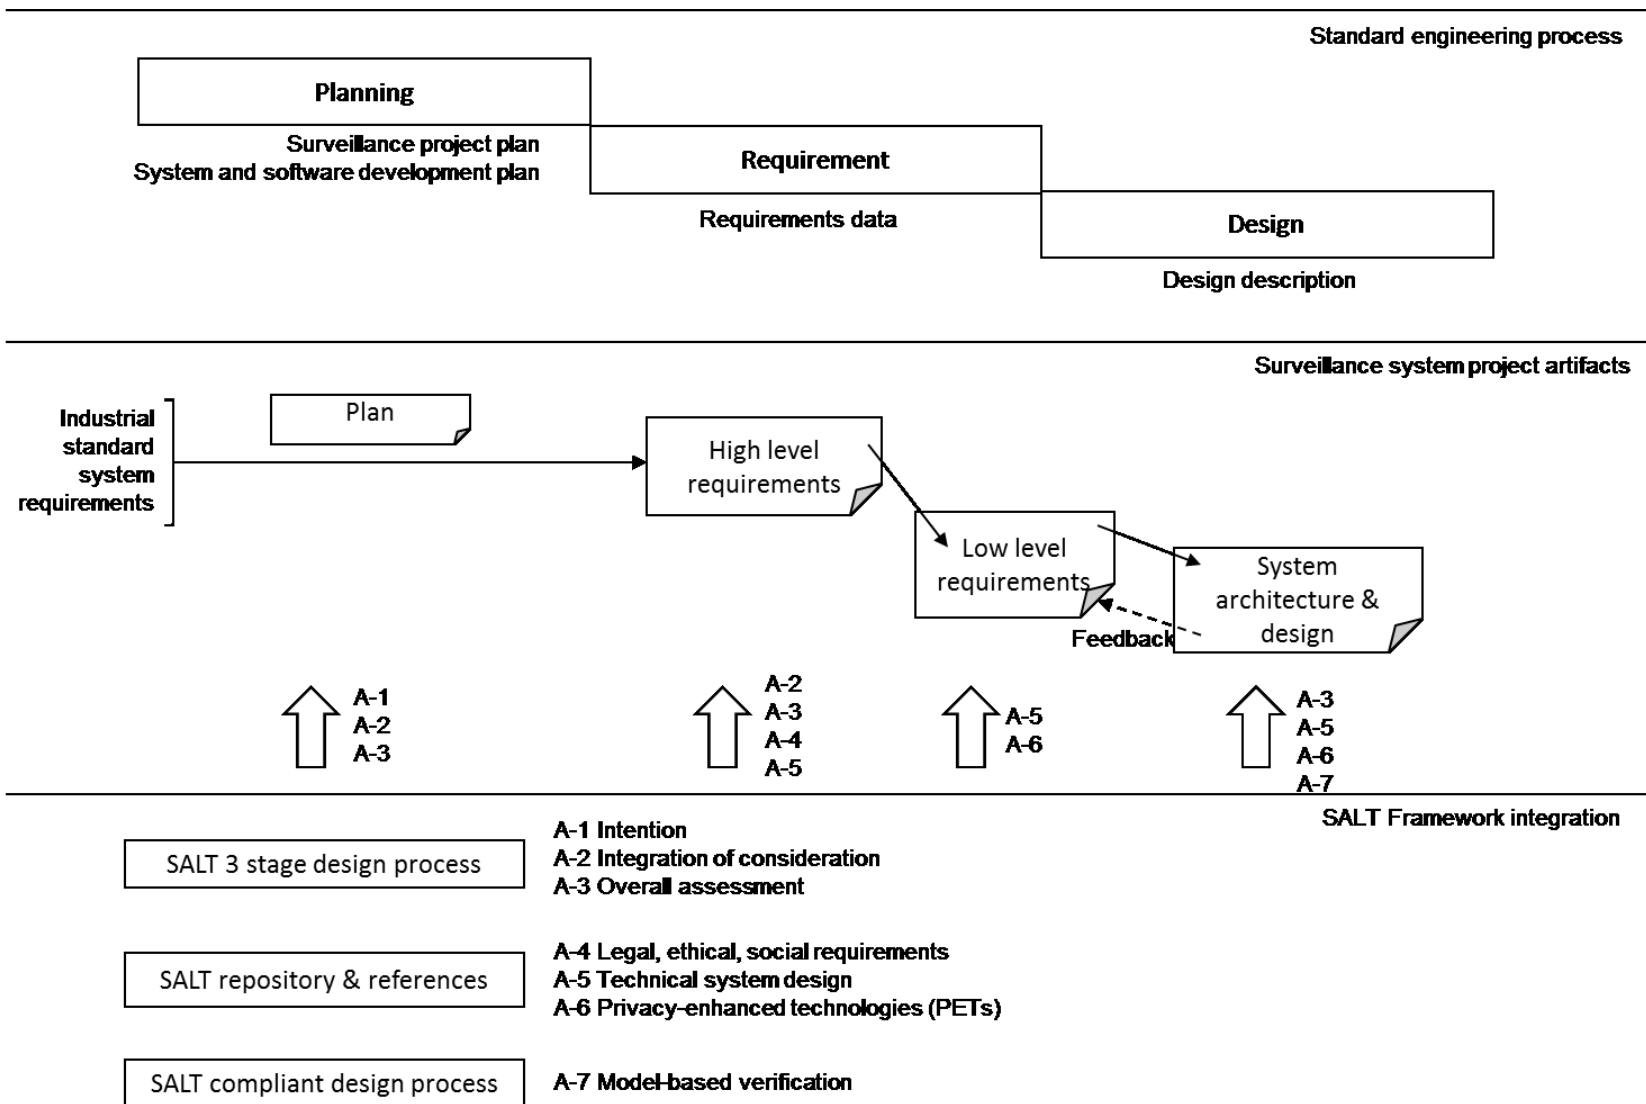 Standard engineering process
Planning
Surveillance project plan
System and software development plan
Requirement
Requirements data
Design
Design description
Surveillance system project artifacts
Industrial
standard
system
requirements
Plan
High level
requirements
Low level
requirements
System
architecture &
design
Feedback
A-1
A-2
A-3
A-2
A-3
A-4
A-5
A-5
A-6
A-3
A-5
A-6
A-7
SALT Framework integration
SALT 3 stage design process
A-1 Intention
A-2 Integration of consideration
A-3 Overall assessment
SALT repository & references
A-4 Legal, ethical, social requirements
A-5 Technical system design
A-6 Privacy-enhanced technologies (PETs)
SALT compliant design process
A-7 Model-based verification